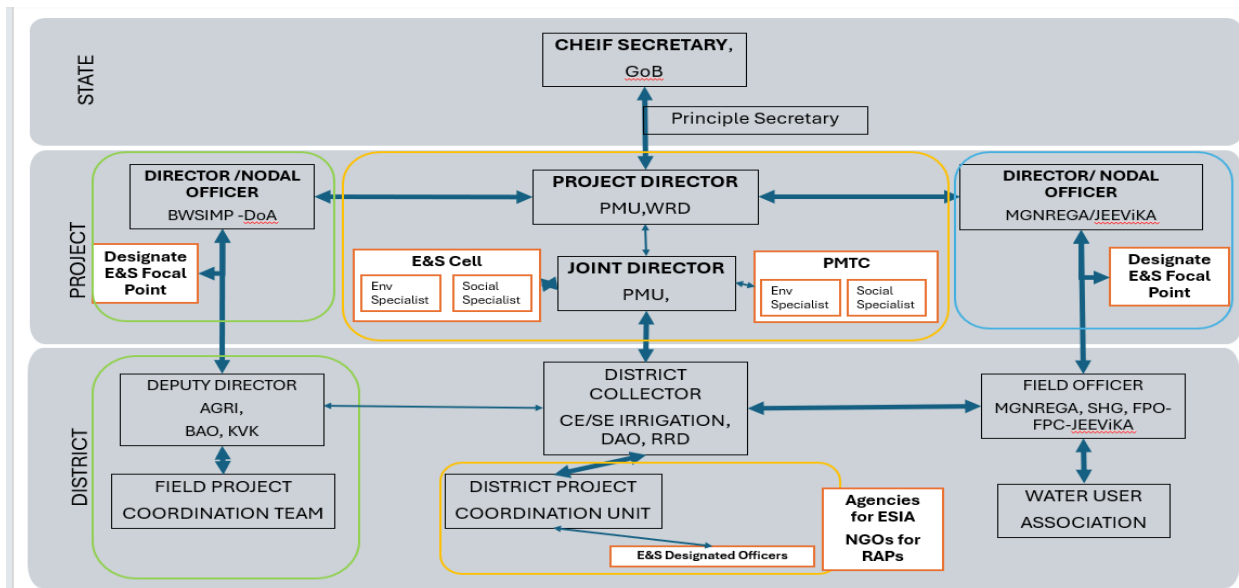 STATE
CHEIF SECRETARY,
GoB
Principle Secretary
PROJECT
DIRECTOR /NODAL
OFFICER
BWSIMP -DoA
Designate
E&S Focal
Point
PROJECT DIRECTOR
PMU,WRD
E&S Cell
Env
Specialist
Social
Specialist
JOINT DIRECTOR
PMU,
PMTC
Env
Specialist
Social
Specialist
DIRECTOR/ NODAL
OFFICER
MGNREGA/JEEViKA
Designate
E&S Focal
Point
DISTRICT
DEPUTY DIRECTOR
AGRI,
BAO, KVK
FIELD PROJECT
COORDINATION TEAM
DISTRICT
COLLECTOR
CE/SE IRRIGATION,
DAO, RRD
DISTRICT PROJECT
COORDINATION UNIT
E&S Designated Officers
Agencies
for ESIA
NGOs for
RAPs
FIELD OFFICER
MGNREGA, SHG, FPO-
FPC-JEEViKA
WATER USER
ASSOCIATION